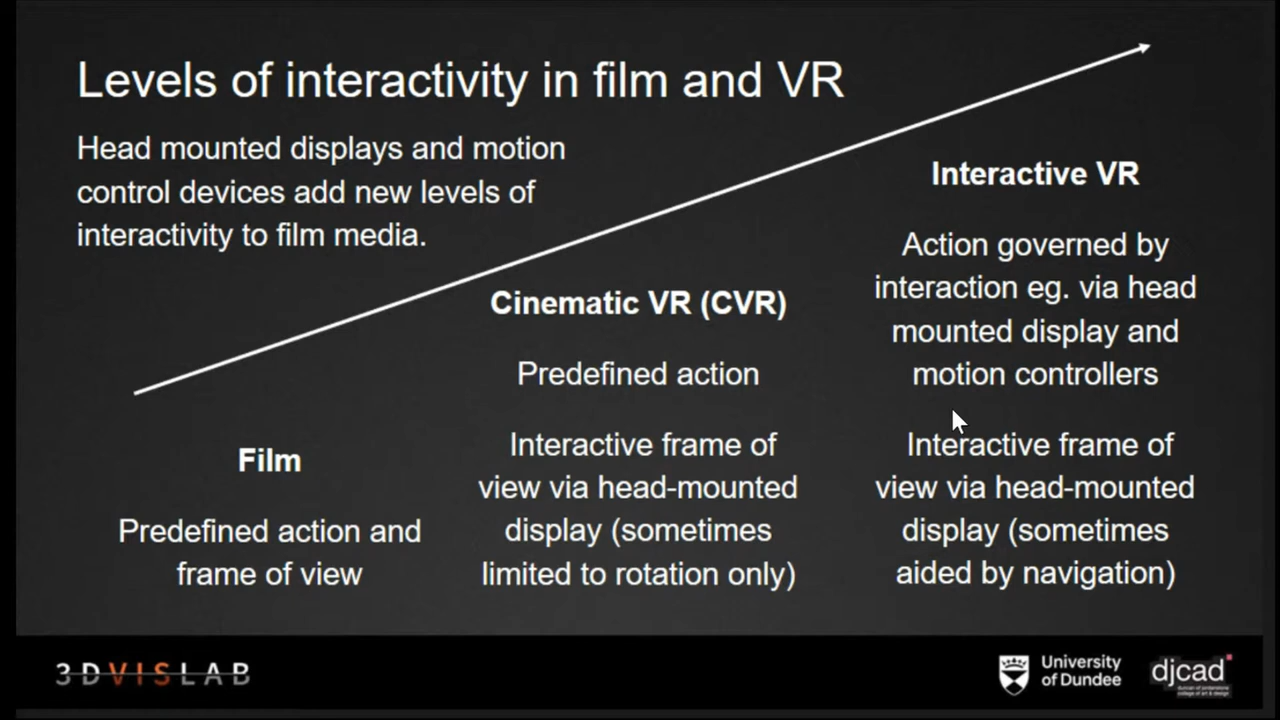 Levels of interactivity in film and VR
Head mounted displays and motion
control devices add new levels of
interactivity to film media.
Film
Predefined action and
frame of view
Cinematic VR (CVR)
Predefined action
Interactive frame of
view via head-mounted
display (sometimes
limited to rotation only)
Interactive VR
Action governed by
interaction eg. via head
mounted display and
motion controllers
Interactive frame of
view via head-mounted
display (sometimes
aided by navigation)
3DVISLAB
University
of Dundee
djcad